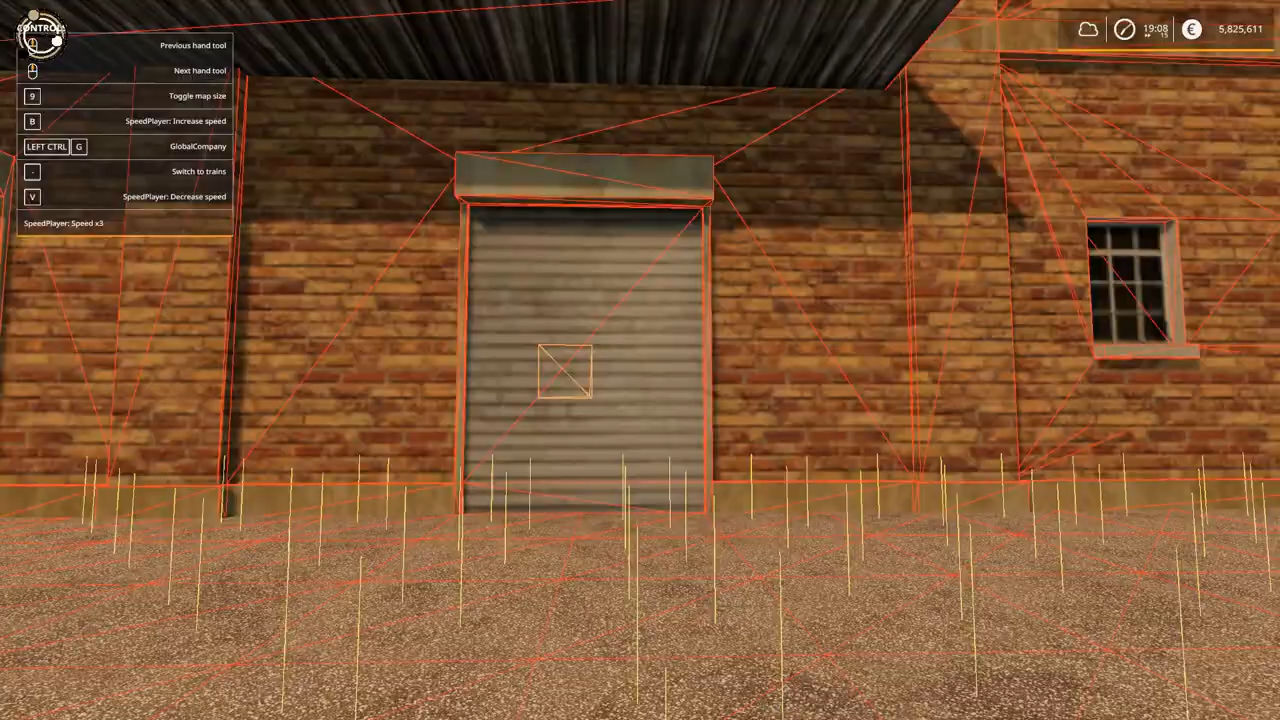 CONTROL
Previous hand tool
Next hand tool
9 Toggle map size
B SpeedPlayer: Increase speed
LEFT CTRL G GlobalCompany
. Switch to trains
V SpeedPlayer: Decrease speed
SpeedPlayer: Speed x3
19:08
€ 5,825,611